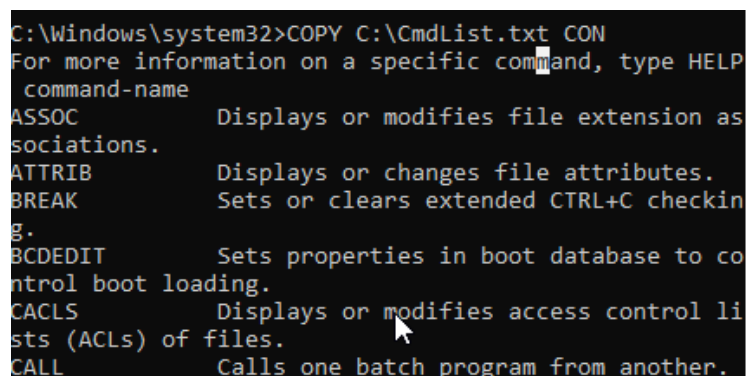 C:\Windows\system32>COPY C:\CmdList.txt CON
For more information on a specific command, type HELP
 command-name
ASSOC          Displays or modifies file extension as
sociations.
ATTRIB         Displays or changes file attributes.
BREAK          Sets or clears extended CTRL+C checkin
g.
BCDEDIT        Sets properties in boot database to co
ntrol boot loading.
CACLS          Displays or modifies access control li
sts (ACLs) of files.
CALL           Calls one batch program from another.